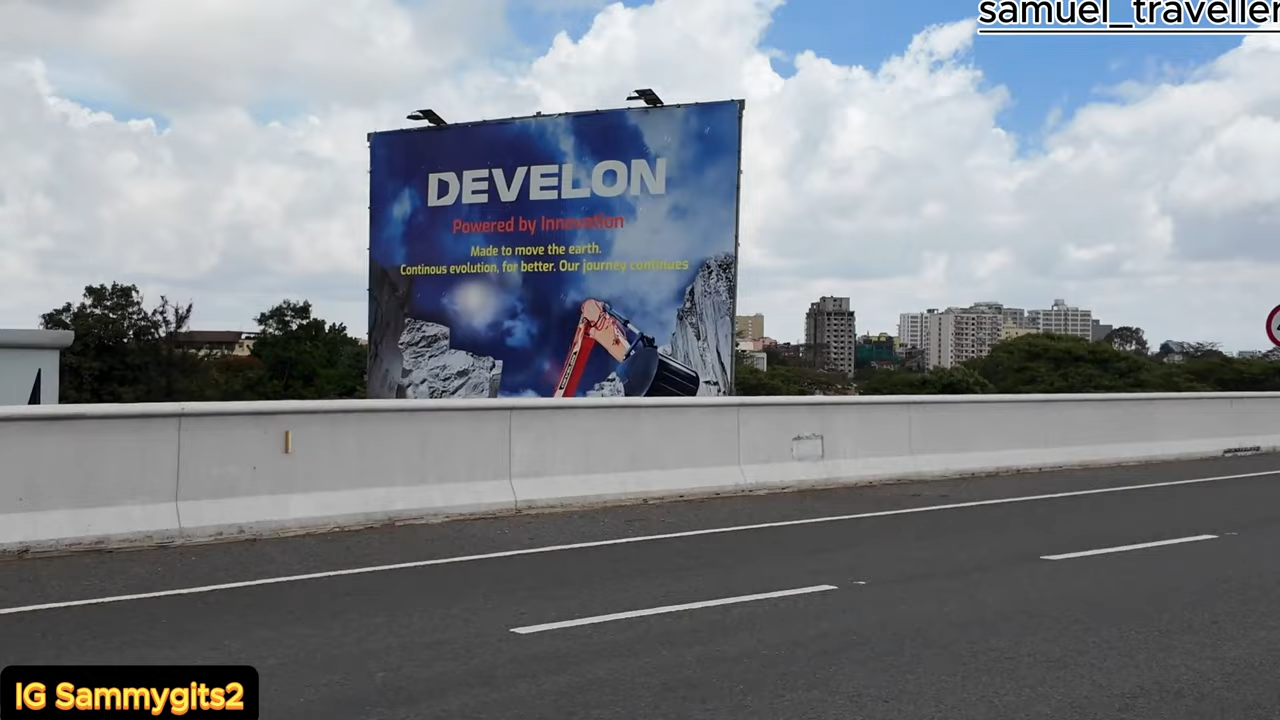 samuel_traveller
DEVELON
Powered by Innovation
Made to move the earth.
Continous evolution, for better. Our journey continues
IG Sammygits2